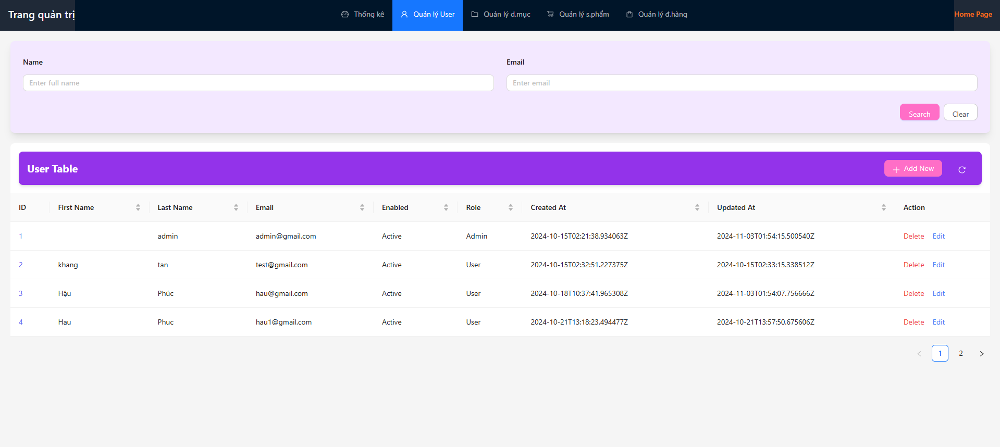 Trang quản trị Thống kê Quản lý User Quản lý d.mục Quản lý s.phẩm Quản lý đ.hàng Home Page
Name Email
Enter full name Enter email
Search Clear
User Table Add New
ID First Name Last Name Email Enabled Role Created At Updated At Action
1 admin admin@gmail.com Active Admin 2024-10-15T02:21:38.934063Z 2024-11-03T01:54:15.500540Z Delete Edit
2 khang tan test@gmail.com Active User 2024-10-15T02:32:51.227375Z 2024-10-15T02:33:15.338512Z Delete Edit
3 Hậu Phúc hau@gmail.com Active User 2024-10-18T10:37:41.965308Z 2024-11-03T01:54:07.756666Z Delete Edit
4 Hau Phuc hau1@gmail.com Active User 2024-10-21T13:18:23.494477Z 2024-10-21T13:57:50.675606Z Delete Edit
1 2